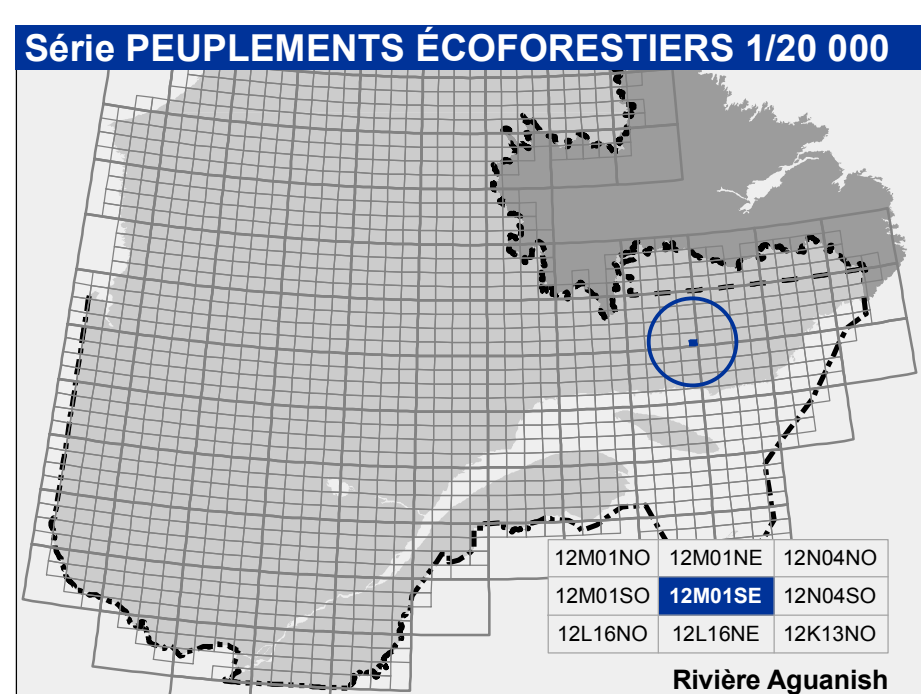 Série PEUPLEMENTS ÉCOFORESTIERS 1/20 000
12M01NO 12M01NE 12N04NO
12M01SO 12M01SE 12N04SO
12L16NO 12L16NE 12K13NO
Rivière Aguanish